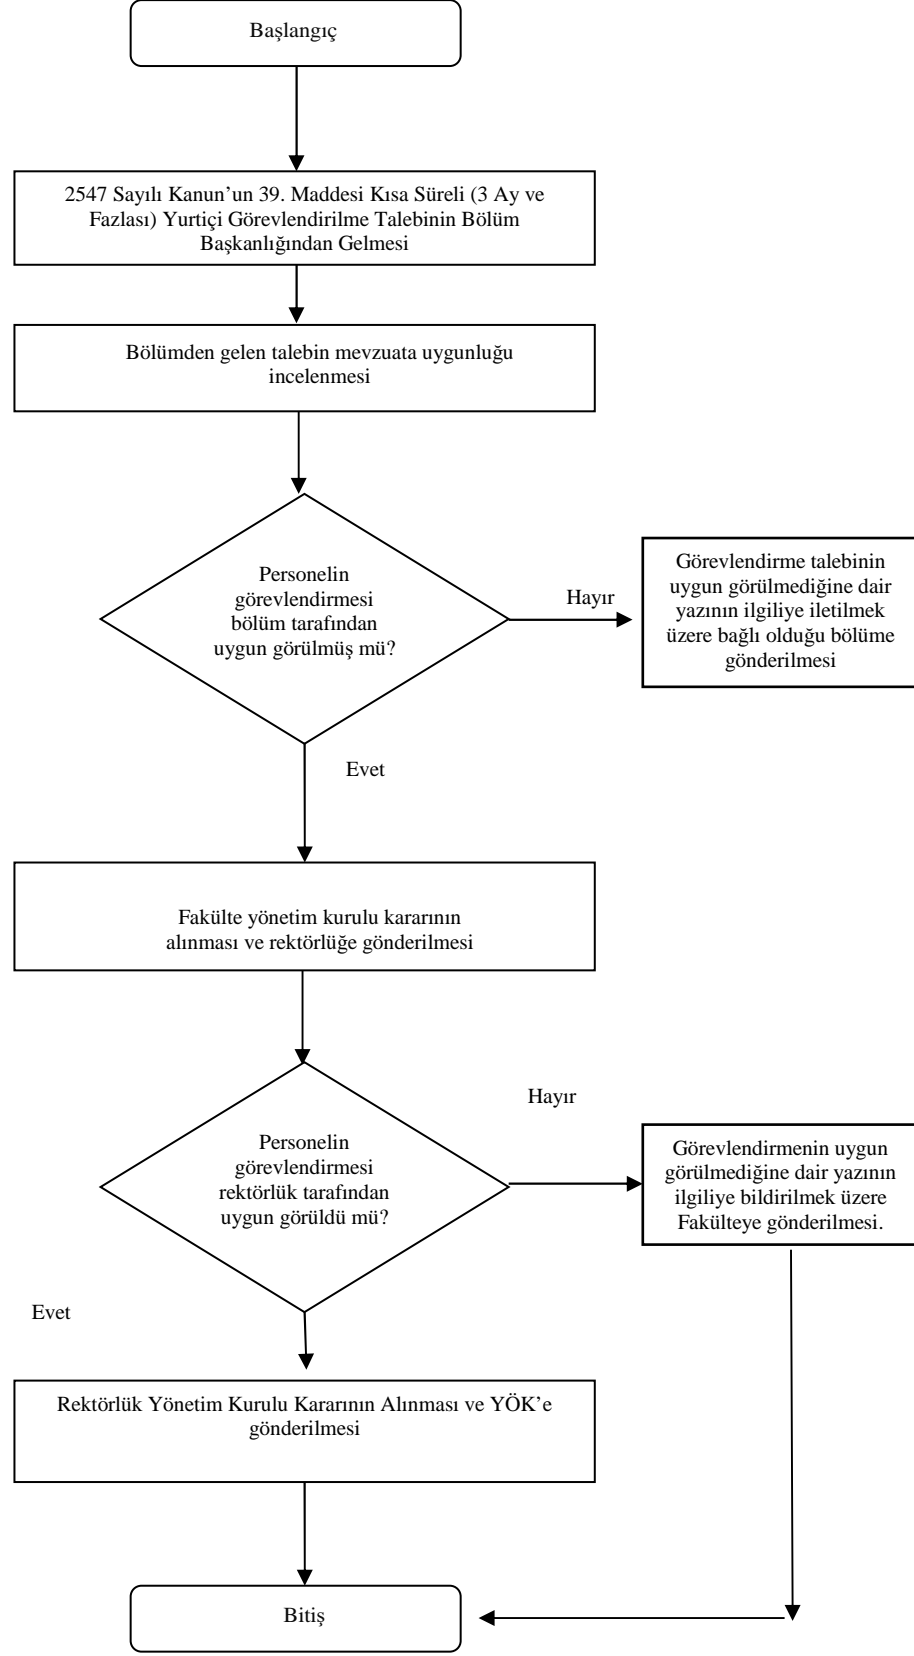 Başlangıç
2547 Sayılı Kanun’un 39. Maddesi Kısa Süreli (3 Ay ve
Fazlası) Yurtiçi Görevlendirilme Talebinin Bölüm
Başkanlığından Gelmesi
Bölümden gelen talebin mevzuata uygunluğu
incelenmesi
Personelin
görevlendirmesi
bölüm tarafından
uygun görülmüş mü?
Hayır
Görevlendirme talebinin
uygun görülmediğine dair
yazının ilgiliye iletilmek
üzere bağlı olduğu bölüme
gönderilmesi
Evet
Fakülte yönetim kurulu kararının
alınması ve rektörlüğe gönderilmesi
Personelin
görevlendirmesi
rektörlük tarafından
uygun görüldü mü?
Hayır
Görevlendirmenin uygun
görülmediğine dair yazının
ilgiliye bildirilmek üzere
Fakülteye gönderilmesi.
Evet
Rektörlük Yönetim Kurulu Kararının Alınması ve YÖK’e
gönderilmesi
Bitiş